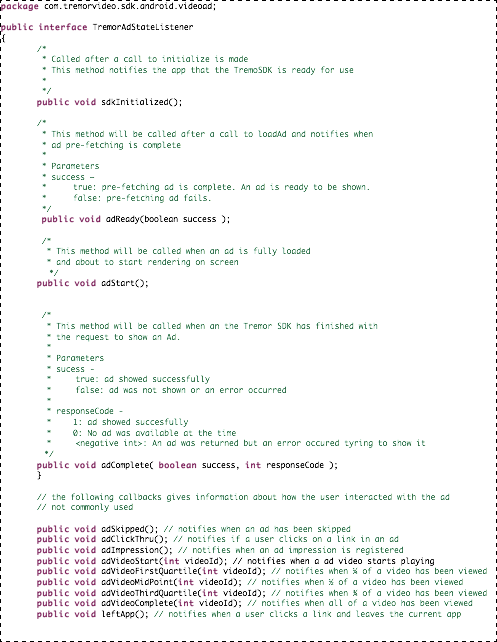 package com.tremorvideo.sdk.android.videoad;
public interface TremorAdStateListener
{
/*
* Called after a call to initialize is made
* This method notifies the app that the TremoSDK is ready for use
*
*/
public void sdkInitialized();
/*
* This method will be called after a call to loadAd and notifies when
* ad pre-fetching is complete
*
* Parameters
* success –
* true: pre-fetching ad is complete. An ad is ready to be shown.
* false: pre-fetching ad fails.
*/
public void adReady(boolean success );
/*
* This method will be called when an ad is fully loaded
* and about to start rendering on screen
*/
public void adStart();
/*
* This method will be called when an the Tremor SDK has finished with
* the request to show an Ad.
*
* Parameters
* sucess -
* true: ad showed successfully
* false: ad was not shown or an error occurred
*
* responseCode -
* 1: ad showed succesfully
* 0: No ad was available at the time
* <negative int>: An ad was returned but an error occured tyring to show it
*/
public void adComplete( boolean success, int responseCode );
}
// the following callbacks gives information about how the user interacted with the ad
// not commonly used
public void adSkipped(); // notifies when an ad has been skipped
public void adClickThru(); // notifies if a user clicks on a link in an ad
public void adImpression(); // notifies when an ad impression is registered
public void adVideoStart(int videoId); // notifies when a ad video starts playing
public void adVideoFirstQuartile(int videoId); // notifies when ¼ of a video has been viewed
public void adVideoMidPoint(int videoId); // notifies when ½ of a video has been viewed
public void adVideoThirdQuartile(int videoId); // notifies when ¾ of a video has been viewed
public void adVideoComplete(int videoId); // notifies when all of a video has been viewed
public void leftApp(); // notifies when a user clicks a link and leaves the current app